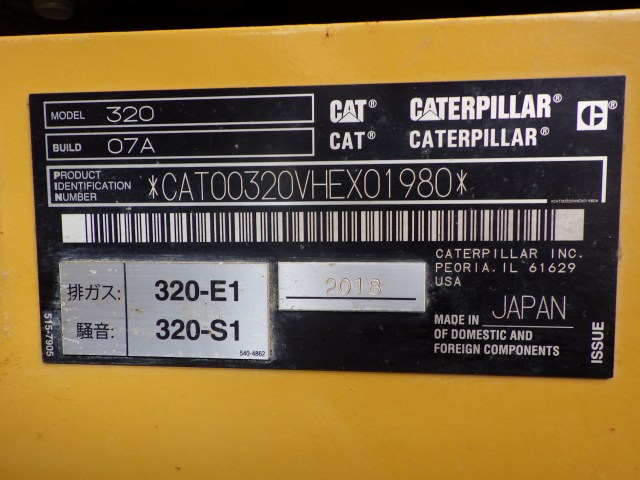 MODEL 320
CAT® CATERPILLAR®
BUILD 07A
CAT® CATERPILLAR®
PRODUCT
IDENTIFICATION
NUMBER
*CAT00320VHEX01980*
CATERPILLAR INC.
PEORIA. IL 61629
USA
排ガス: 320-E1
騒音: 320-S1
540-4862
2018
MADE IN JAPAN
OF DOMESTIC AND
FOREIGN COMPONENTS
515-7905
ISSUE